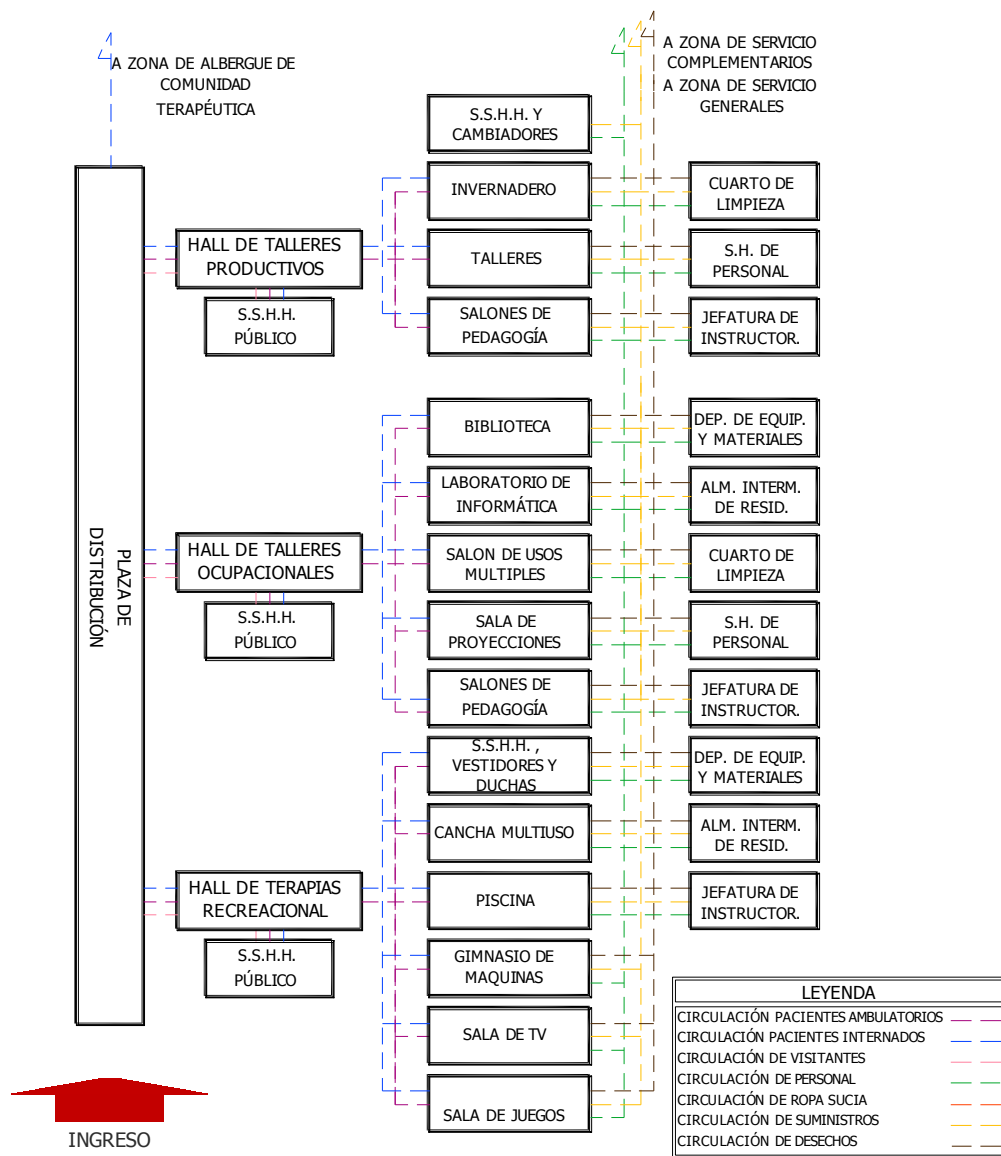 A ZONA DE ALBERGUE DE
COMUNIDAD
TERAPÉUTICA
A ZONA DE SERVICIO
COMPLEMENTARIOS
A ZONA DE SERVICIO
GENERALES
S.S.H.H. Y
CAMBIADORES
INVERNADERO
CUARTO DE
LIMPIEZA
HALL DE TALLERES
PRODUCTIVOS
TALLERES
S.H. DE
PERSONAL
S.S.H.H.
PÚBLICO
SALONES DE
PEDAGOGÍA
JEFATURA DE
INSTRUCTOR.
BIBLIOTECA
DEP. DE EQUIP.
Y MATERIALES
LABORATORIO DE
INFORMÁTICA
ALM. INTERM.
DE RESID.
PLAZA DE
DISTRIBUCIÓN
HALL DE TALLERES
OCUPACIONALES
SALON DE USOS
MULTIPLES
CUARTO DE
LIMPIEZA
S.S.H.H.
PÚBLICO
SALA DE
PROYECCIONES
S.H. DE
PERSONAL
SALONES DE
PEDAGOGÍA
JEFATURA DE
INSTRUCTOR.
S.S.H.H. ,
VESTIDORES Y
DUCHAS
DEP. DE EQUIP.
Y MATERIALES
CANCHA MULTIUSO
ALM. INTERM.
DE RESID.
HALL DE TERAPIAS
RECREACIONAL
PISCINA
JEFATURA DE
INSTRUCTOR.
S.S.H.H.
PÚBLICO
GIMNASIO DE
MAQUINAS
SALA DE TV
SALA DE JUEGOS
INGRESO
LEYENDA
CIRCULACIÓN PACIENTES AMBULATORIOS
CIRCULACIÓN PACIENTES INTERNADOS
CIRCULACIÓN DE VISITANTES
CIRCULACIÓN DE PERSONAL
CIRCULACIÓN DE ROPA SUCIA
CIRCULACIÓN DE SUMINISTROS
CIRCULACIÓN DE DESECHOS